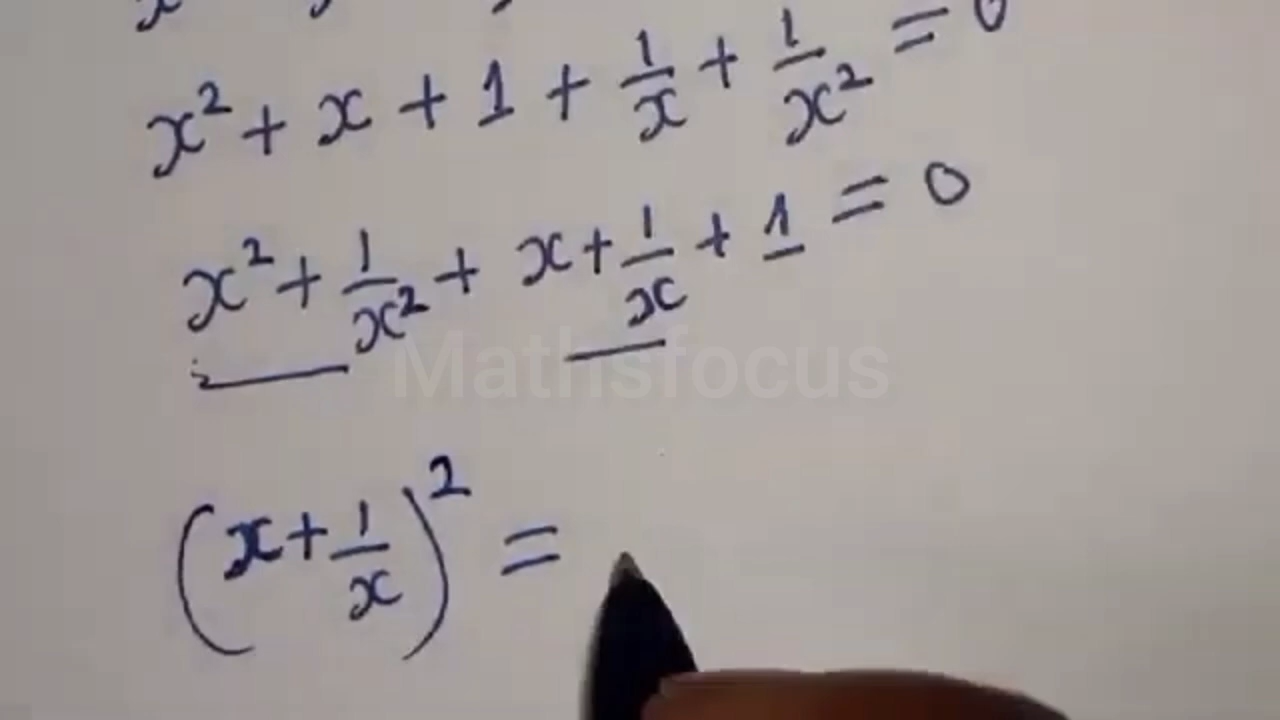 x² + x + 1 + 1/x + 1/x² = 0
x² + 1/x² + x + 1/x + 1 = 0
Mathsfocus
(x + 1/x)² =